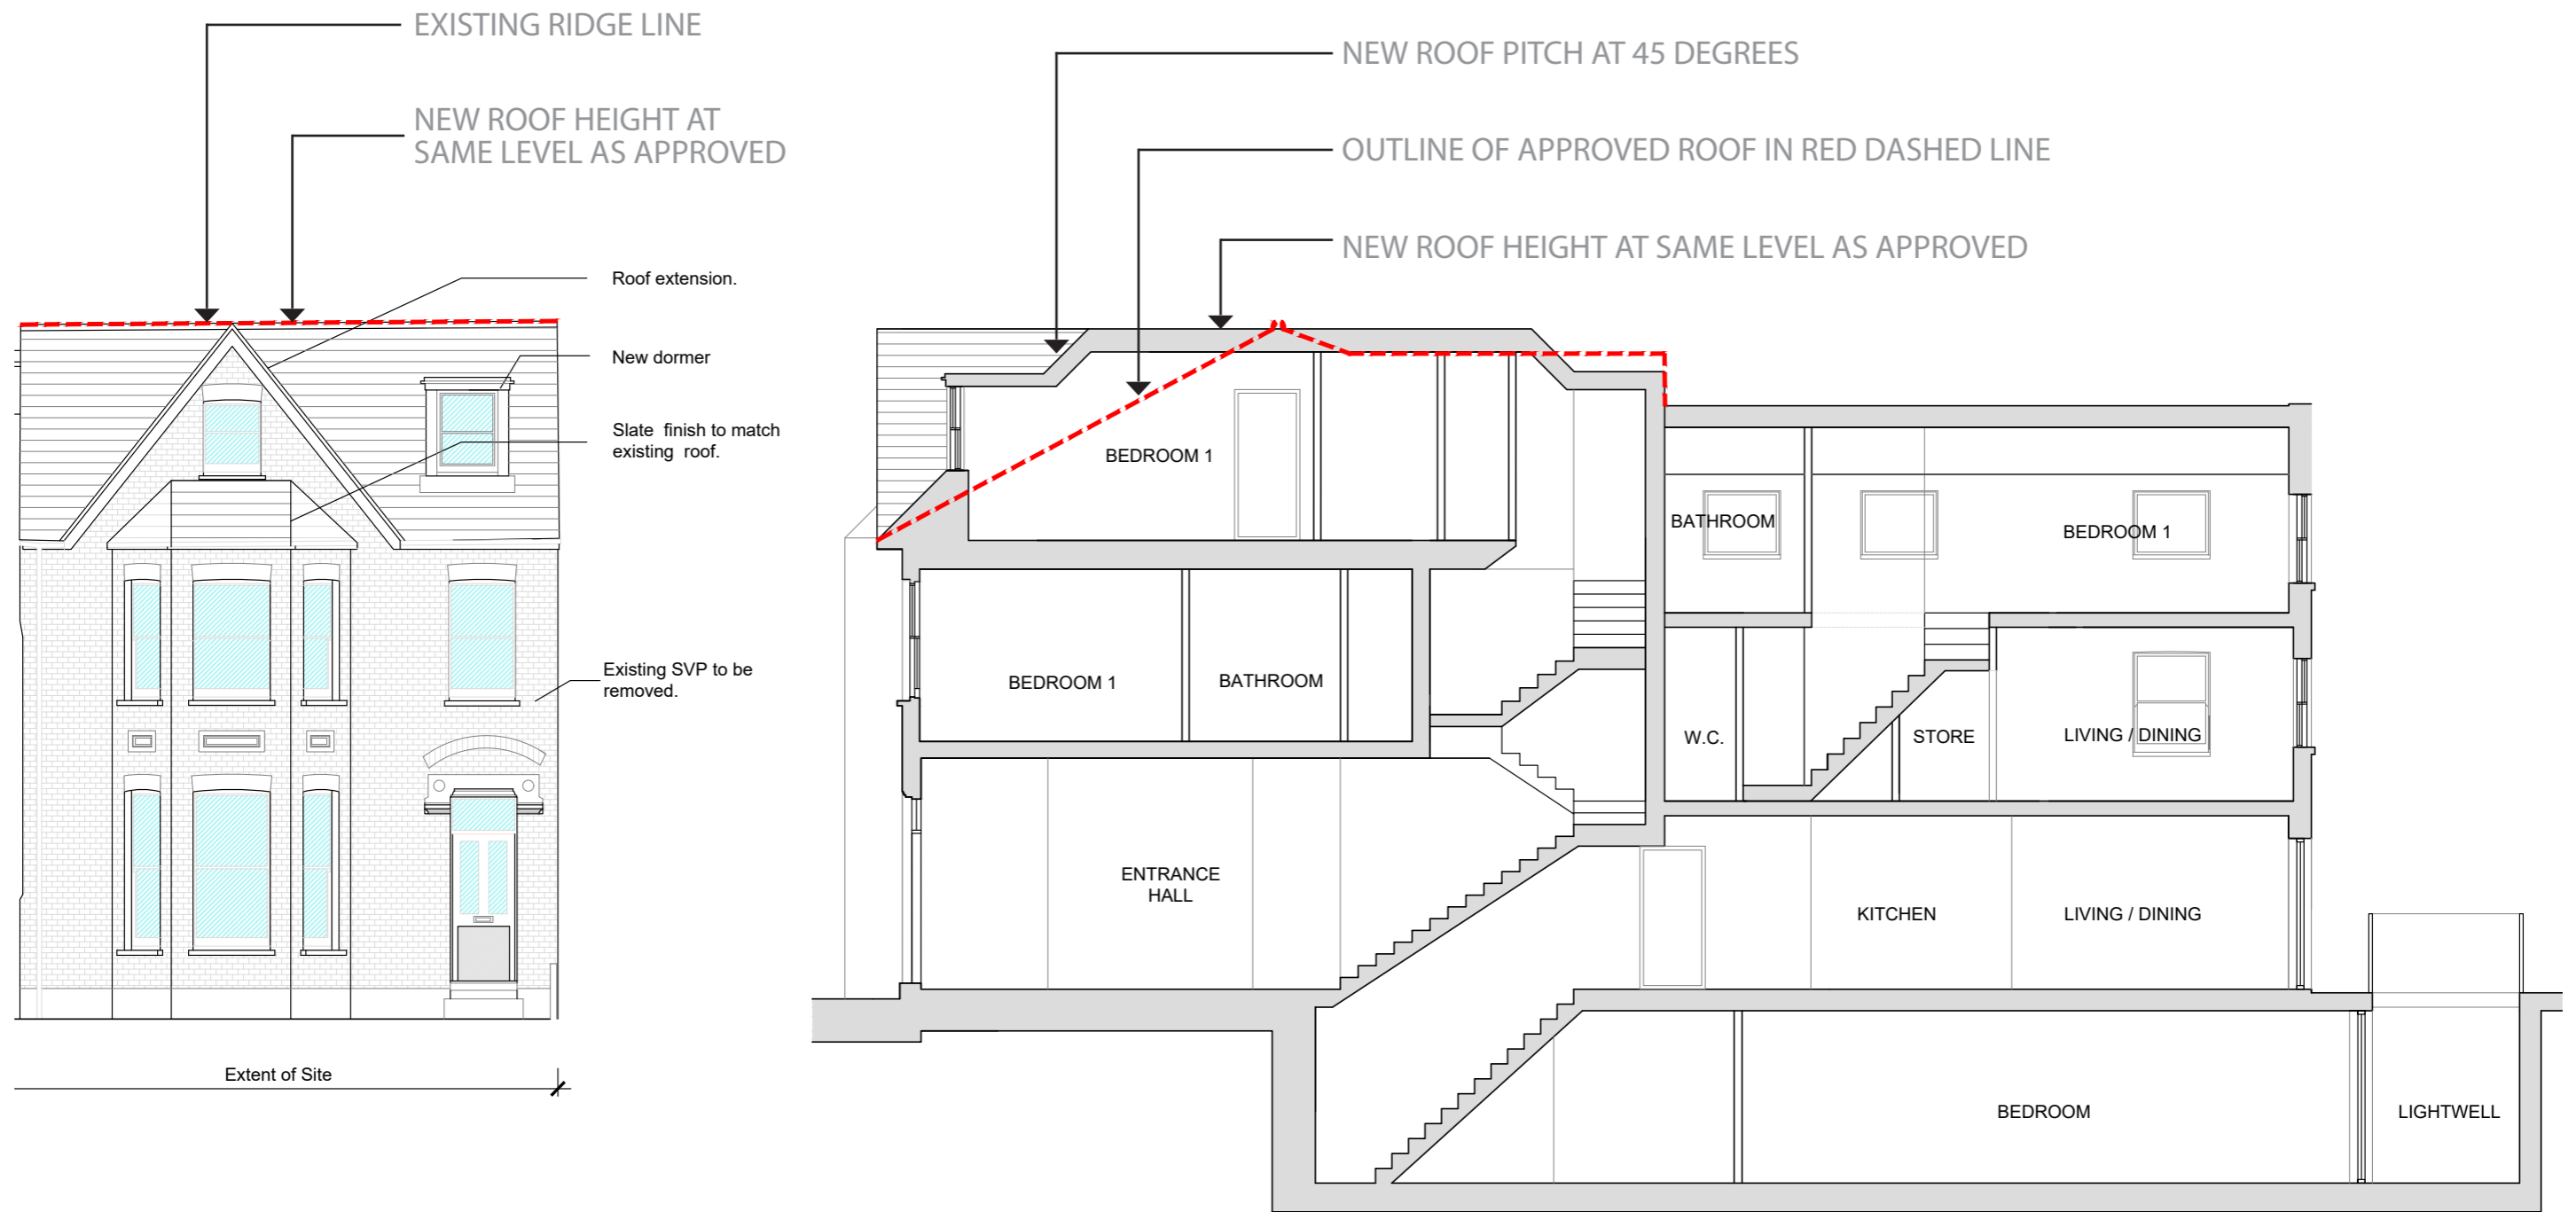 EXISTING RIDGE LINE
NEW ROOF HEIGHT AT
SAME LEVEL AS APPROVED
NEW ROOF PITCH AT 45 DEGREES
OUTLINE OF APPROVED ROOF IN RED DASHED LINE
NEW ROOF HEIGHT AT SAME LEVEL AS APPROVED
Roof extension.
New dormer
Slate finish to match
existing roof.
Existing SVP to be
removed.
Extent of Site
BEDROOM 1
BATHROOM
BEDROOM 1
BEDROOM 1
BATHROOM
W.C.
STORE
LIVING / DINING
ENTRANCE
HALL
KITCHEN
LIVING / DINING
BEDROOM
LIGHTWELL